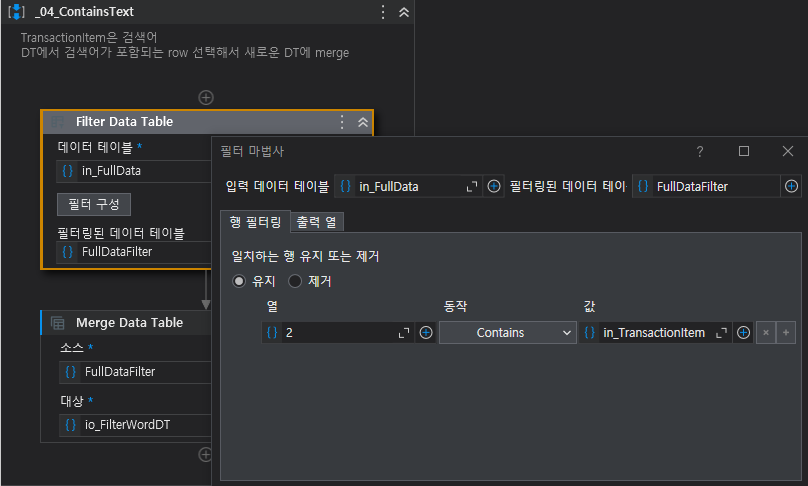 _04_ContainsText
TransactionItem은 검색어
DT에서 검색어가 포함되는 row 선택해서 새로운 DT에 merge
Filter Data Table
데이터 테이블 *
in_FullData
필터 구성
필터링된 데이터 테이블
FullDataFilter
Merge Data Table
소스 *
FullDataFilter
대상 *
io_FilterWordDT
필터 마법사
입력 데이터 테이블 in_FullData 필터링된 데이터 테이 FullDataFilter
행 필터링 출력 열
일치하는 행 유지 또는 제거
유지 제거
열 동작 값
2 Contains in_TransactionItem